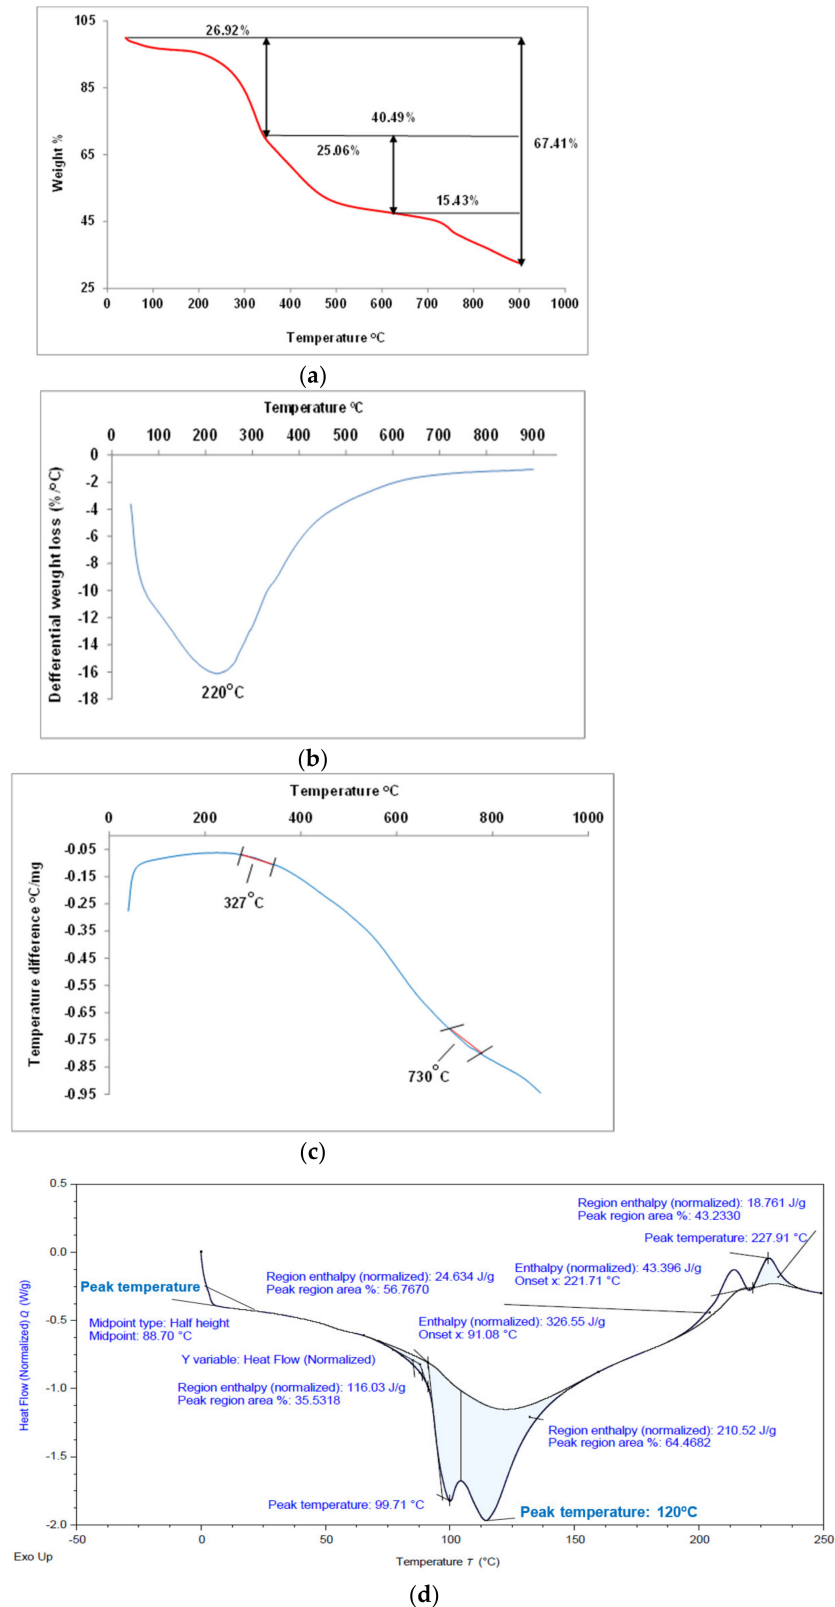 105
85
65
45
25
Weight %
26.92%
40.49%
25.06%
67.41%
15.43%
0 100 200 300 400 500 600 700 800 900 1000
Temperature ºC
(a)
Temperature ºC
0 100 200 300 400 500 600 700 800 900
0
-2
-4
-6
-8
-10
-12
-14
-16
-18
Defferential weught loss (%/ºC)
220°C
(b)
Temperature ºC
0 200 400 600 800 1000
-0.05
-0.15
-0.25
-0.35
-0.45
-0.55
-0.65
-0.75
-0.85
-0.95
Temperature difference ºC/mg
327°C
730°C
(c)
0.5
0.0
-0.5
-1.0
-1.5
-2.0
Heat Flow (Normalized) Q (W/g)
Region enthalpy (normalized): 18.761 J/g
Peak region area %: 43.2330
Peak temperature: 227.91 °C
Region enthalpy (normalized): 24.634 J/g
Peak region area %: 56.7670
Enthalpy (normalized): 43.396 J/g
Onset x: 221.71 °C
Peak temperature
Midpoint type: Half height
Midpoint: 88.70 °C
Enthalpy (normalized): 326.55 J/g
Onset x: 91.08 °C
Y variable: Heat Flow (Normalized)
Region enthalpy (normalized): 116.03 J/g
Peak region area %: 35.5318
Region enthalpy (normalized): 210.52 J/g
Peak region area %: 64.4682
Peak temperature: 99.71 °C
Peak temperature: 120ºC
-50 0 50 100 150 200 250
Exo Up
Temperature T (°C)
(d)